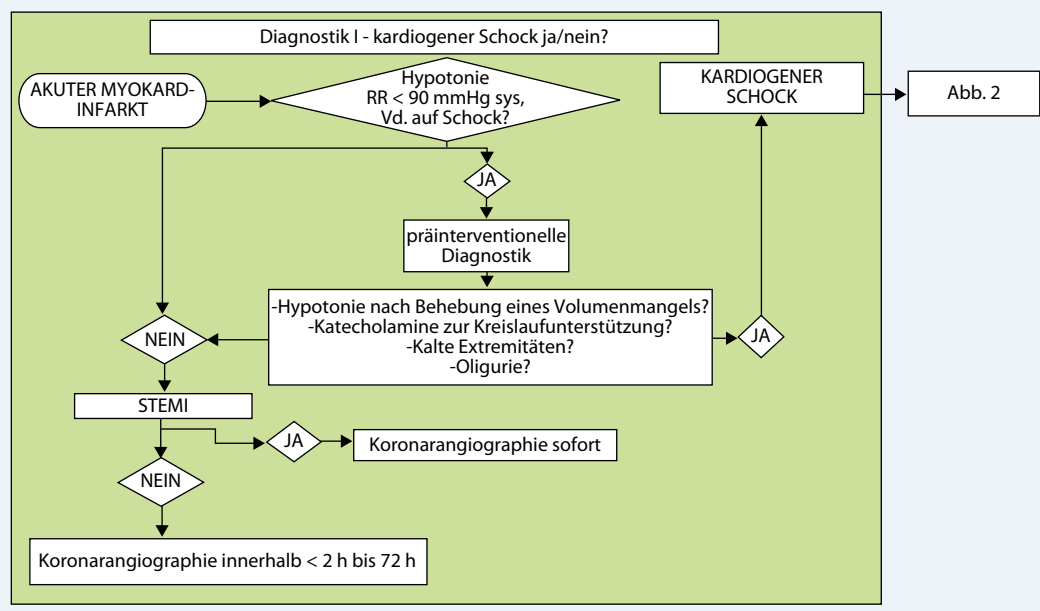 Diagnostik I - kardiogener Schock ja/nein?
AKUTER MYOKARD-
INFARKT
Hypotonie
RR < 90 mmHg sys,
Vd. auf Schock?
KARDIOGENER
SCHOCK
Abb. 2
JA
präinterventionelle
Diagnostik
-Hypotonie nach Behebung eines Volumenmangels?
-Katecholamine zur Kreislaufunterstützung?
-Kalte Extremitäten?
-Oligurie?
NEIN
JA
STEMI
JA
Koronarangiographie sofort
NEIN
Koronarangiographie innerhalb < 2 h bis 72 h